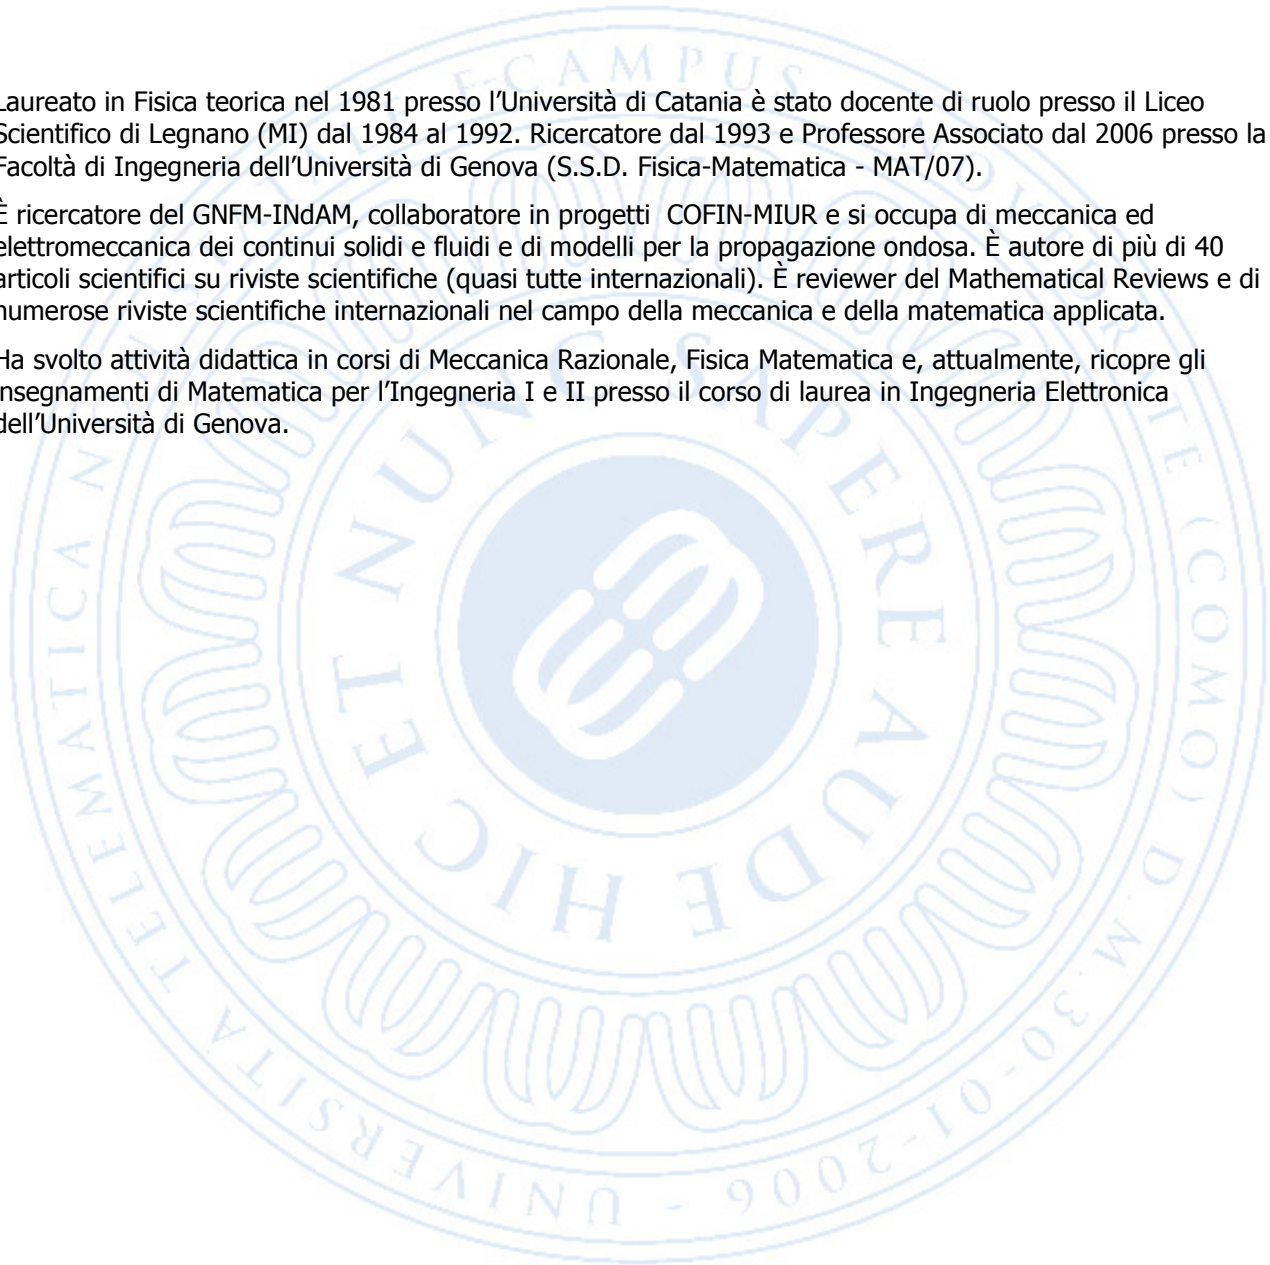 Laureato in Fisica teorica nel 1981 presso l’Università di Catania è stato docente di ruolo presso il Liceo
Scientifico di Legnano (MI) dal 1984 al 1992. Ricercatore dal 1993 e Professore Associato dal 2006 presso la
Facoltà di Ingegneria dell’Università di Genova (S.S.D. Fisica-Matematica - MAT/07).
È ricercatore del GNFM-INdAM, collaboratore in progetti  COFIN-MIUR e si occupa di meccanica ed
elettromeccanica dei continui solidi e fluidi e di modelli per la propagazione ondosa. È autore di più di 40
articoli scientifici su riviste scientifiche (quasi tutte internazionali). È reviewer del Mathematical Reviews e di
numerose riviste scientifiche internazionali nel campo della meccanica e della matematica applicata.
Ha svolto attività didattica in corsi di Meccanica Razionale, Fisica Matematica e, attualmente, ricopre gli
insegnamenti di Matematica per l’Ingegneria I e II presso il corso di laurea in Ingegneria Elettronica
dell’Università di Genova.
UNIVERSITÀ TELEMATICA E-CAMPUS (COMO) D.M. 30-01-2006 -
HIC ET NUNC SAPERE AUDE